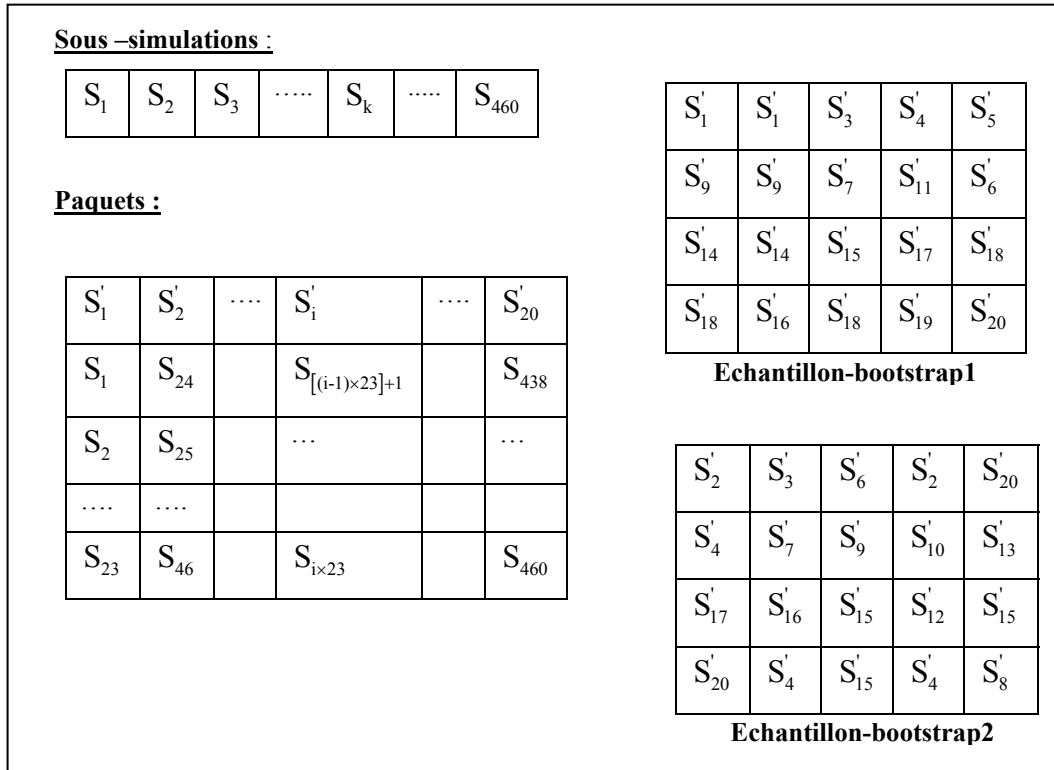 Sous –simulations :
S₁ S₂ S₃ ..... Sₖ ..... S₄₆₀
Paquets :
S'₁ S'₂ .... S'ᵢ .... S'₂₀
S₁ S₂₄ S[(i-1)×23]+1 S₄₃₈
S₂ S₂₅ ... ...
.... ....
S₂₃ S₄₆ Sᵢ×₂₃ S₄₆₀
S'₁ S'₁ S'₃ S'₄ S'₅
S'₉ S'₉ S'₇ S'₁₁ S'₆
S'₁₄ S'₁₄ S'₁₅ S'₁₇ S'₁₈
S'₁₈ S'₁₆ S'₁₈ S'₁₉ S'₂₀
Echantillon-bootstrap1
S'₂ S'₃ S'₆ S'₂ S'₂₀
S'₄ S'₇ S'₉ S'₁₀ S'₁₃
S'₁₇ S'₁₆ S'₁₅ S'₁₂ S'₁₅
S'₂₀ S'₄ S'₁₅ S'₄ S'₈
Echantillon-bootstrap2